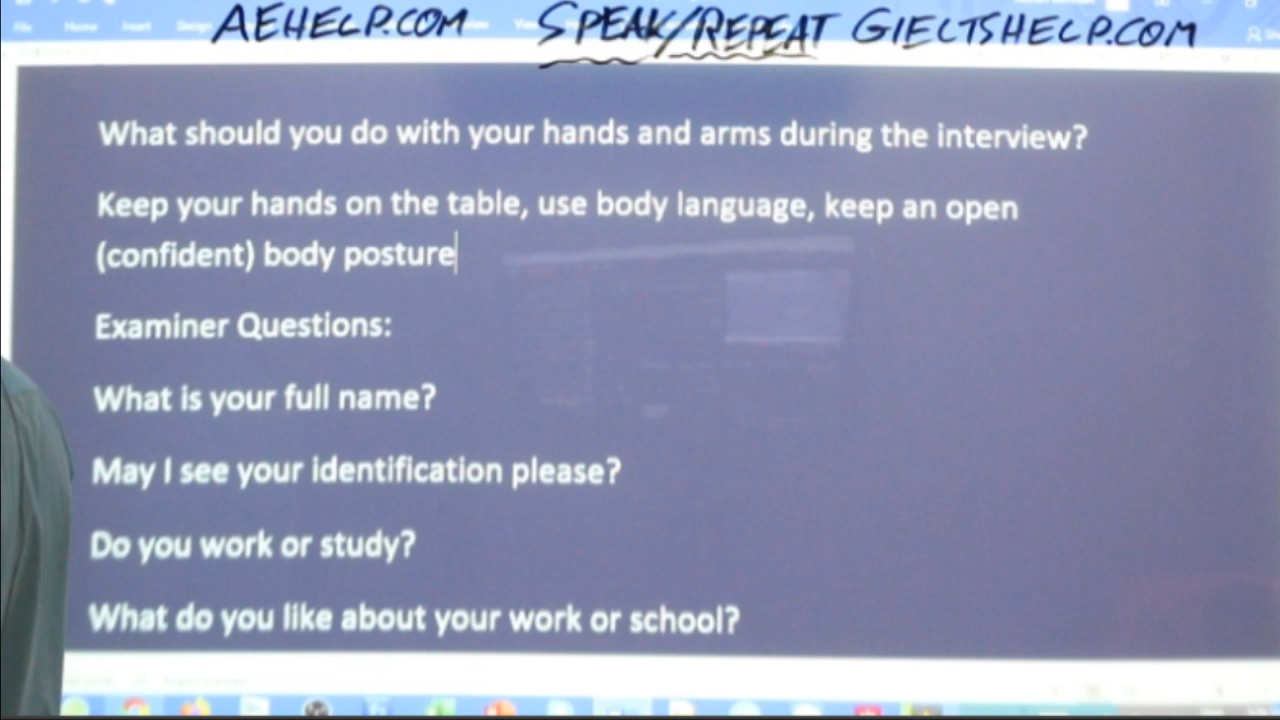 AEHELP.COM SPEAK/REPEAT GIELTSHELP.COM
File Home Insert
What should you do with your hands and arms during the interview?
Keep your hands on the table, use body language, keep an open
(confident) body posture
Examiner Questions:
What is your full name?
May I see your identification please?
Do you work or study?
What do you like about your work or school?